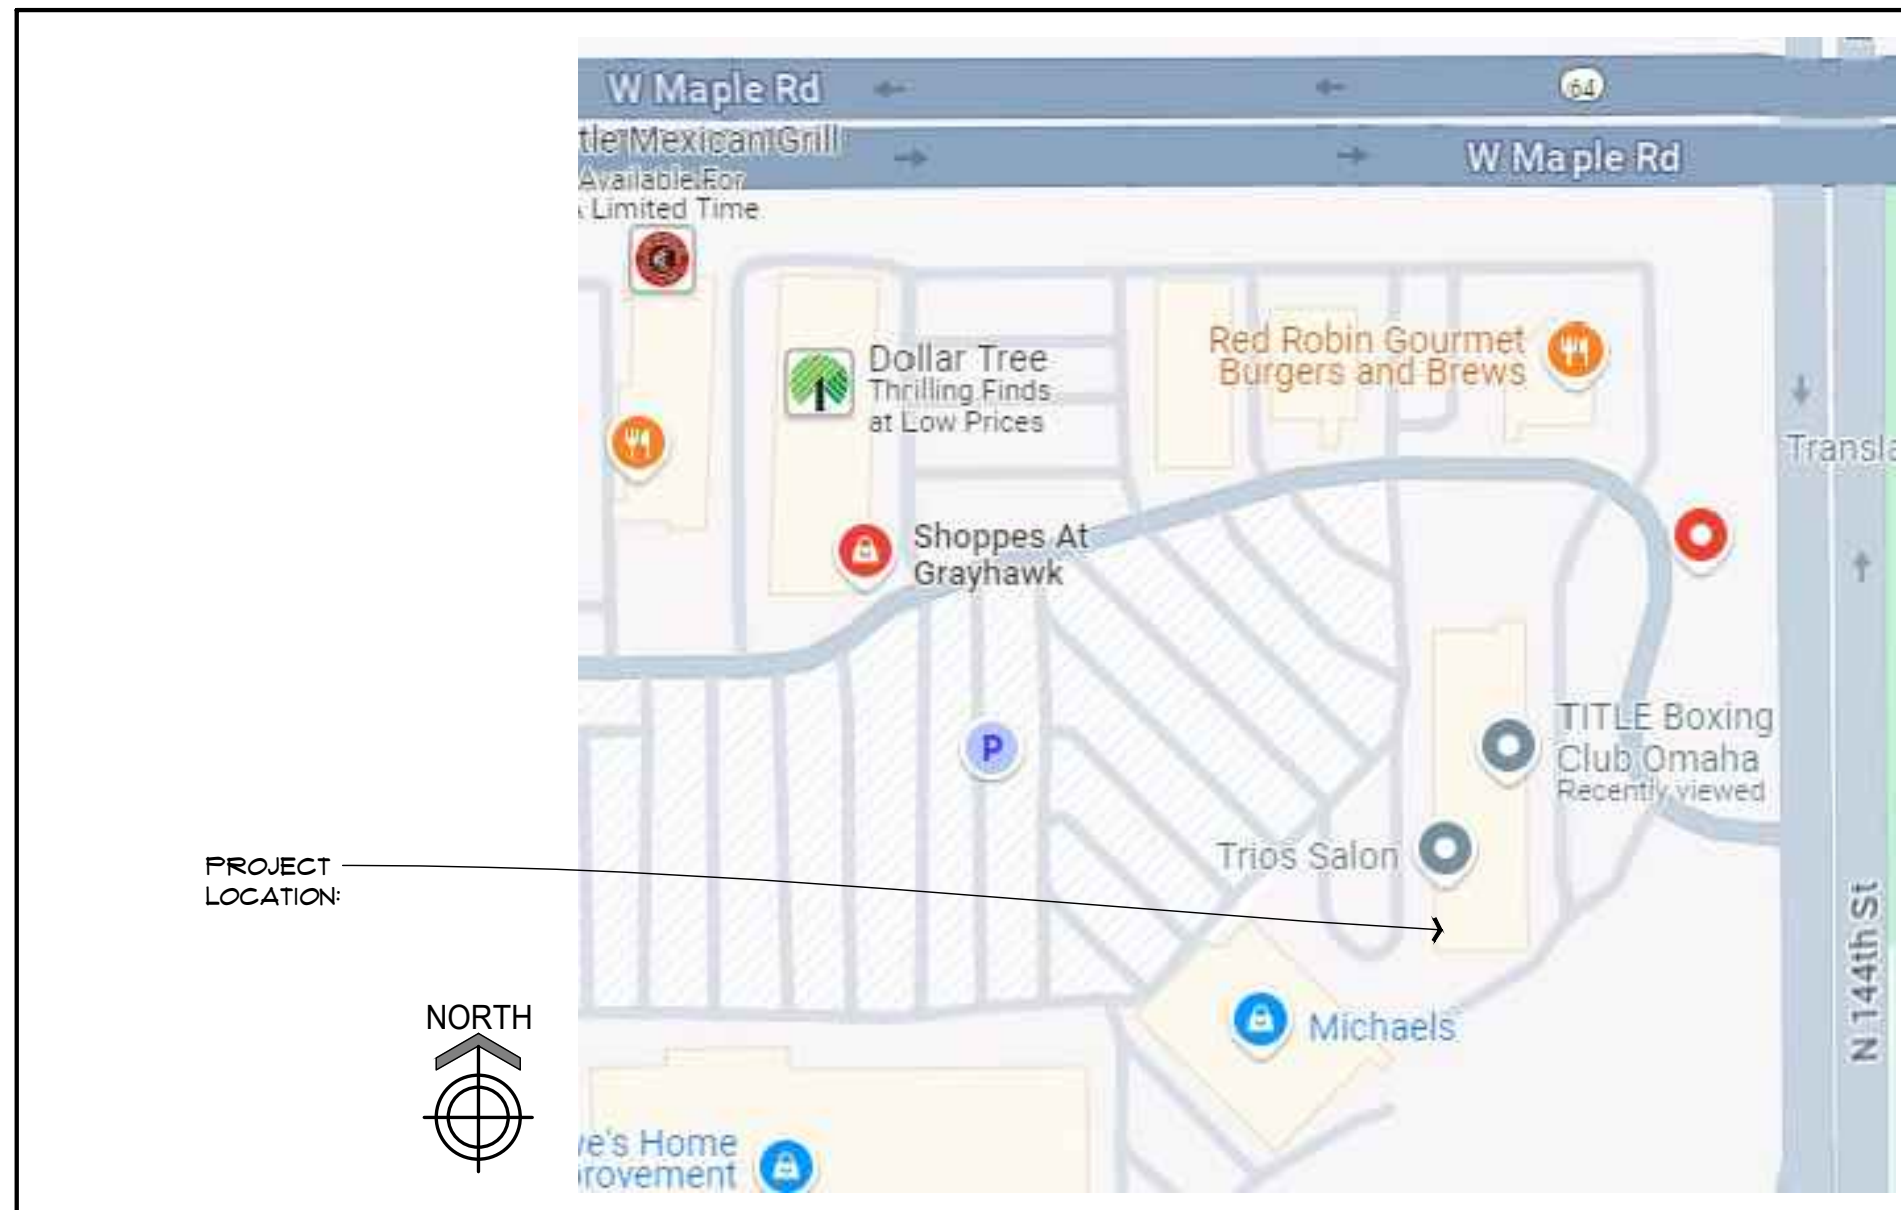 W Maple Rd
64
tle Mexican Grill
Available For
Limited Time
W Maple Rd
Dollar Tree
Thrilling Finds
at Low Prices
Red Robin Gourmet
Burgers and Brews
Transla
Shoppes At
Grayhawk
P
TITLE Boxing
Club Omaha
Recently viewed
Trios Salon
PROJECT
LOCATION:
N 144th St
NORTH
Michaels
ve's Home
provement